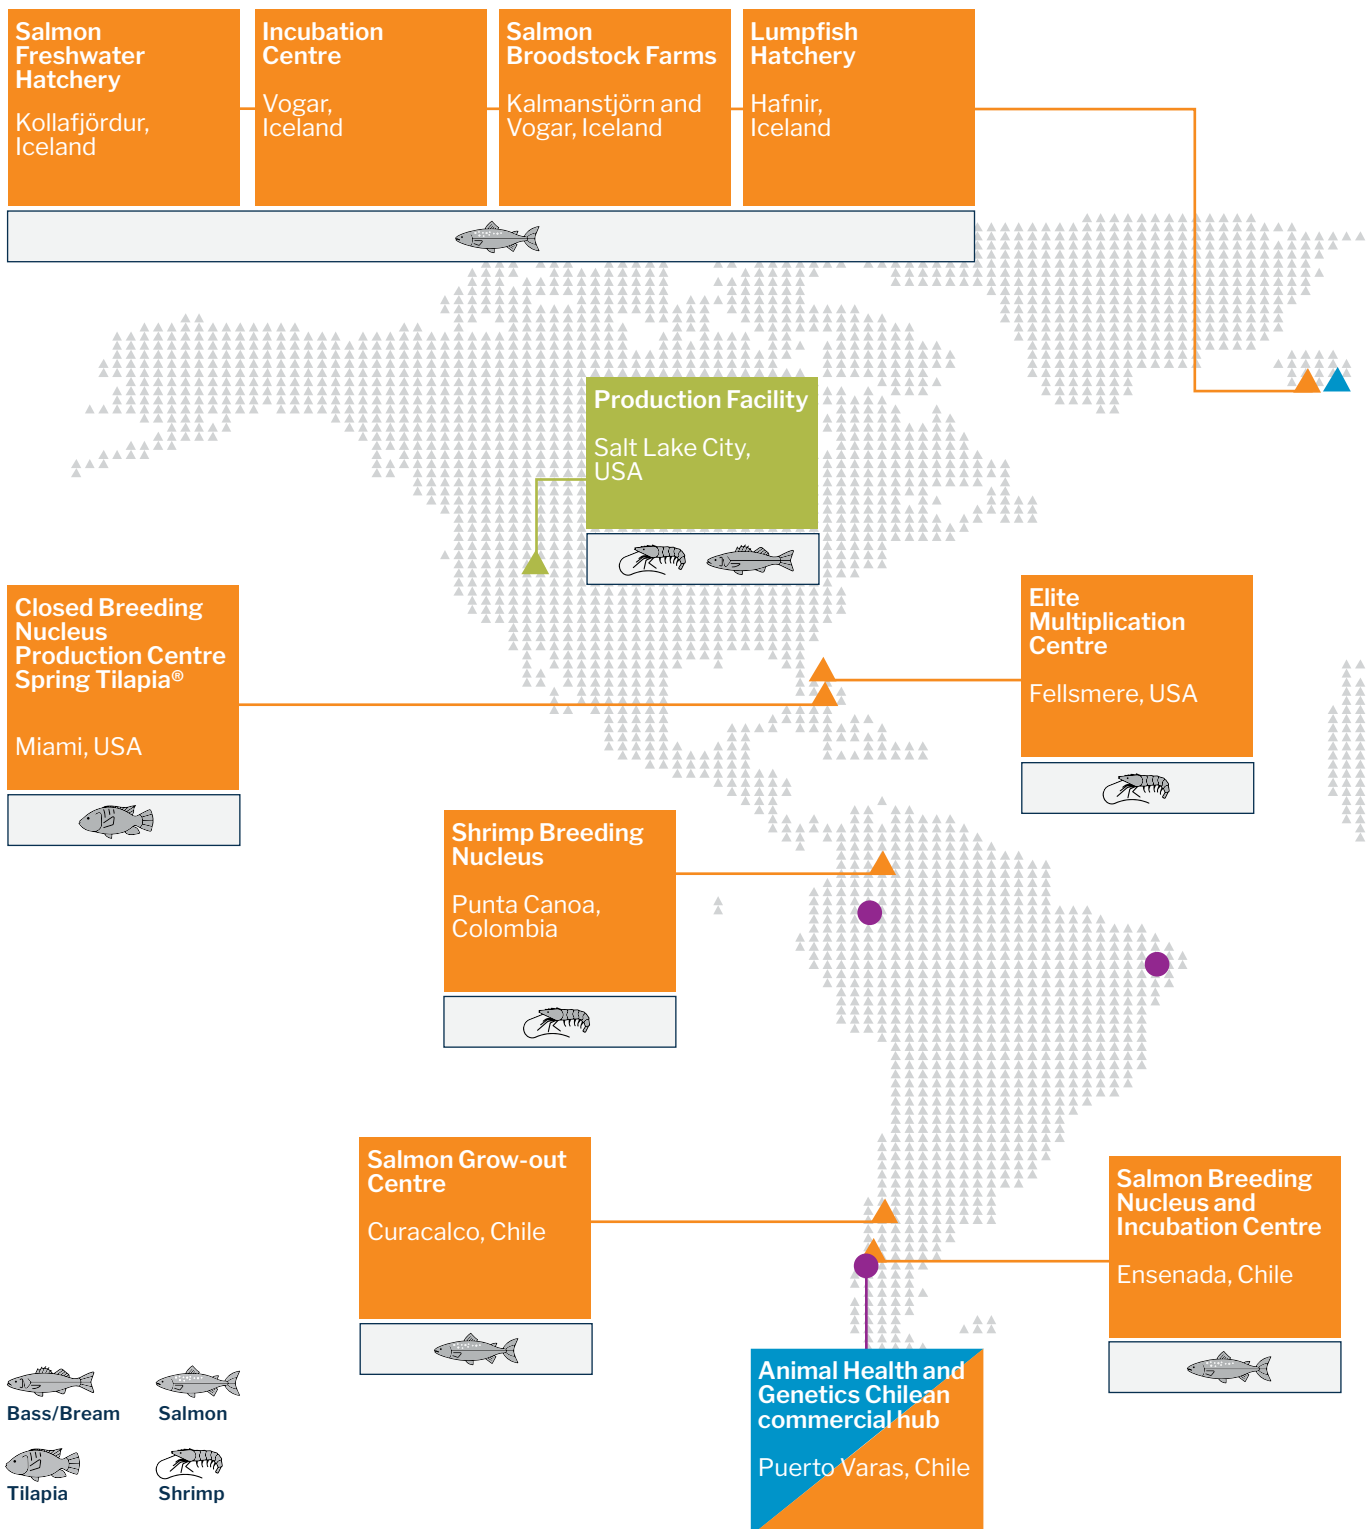 Salmon
Freshwater
Hatchery
Kollafjördur,
Iceland
Incubation
Centre
Vogar,
Iceland
Salmon
Broodstock Farms
Kalmanstjörn and
Vogar, Iceland
Lumpfish
Hatchery
Hafnir,
Iceland
Production Facility
Salt Lake City,
USA
Closed Breeding
Nucleus
Production Centre
Spring Tilapia®
Miami, USA
Elite
Multiplication
Centre
Fellsmere, USA
Shrimp Breeding
Nucleus
Punta Canoa,
Colombia
Salmon Grow-out
Centre
Curacalco, Chile
Salmon Breeding
Nucleus and
Incubation Centre
Ensenada, Chile
Animal Health and
Genetics Chilean
commercial hub
Puerto Varas, Chile
Bass/Bream
Salmon
Tilapia
Shrimp